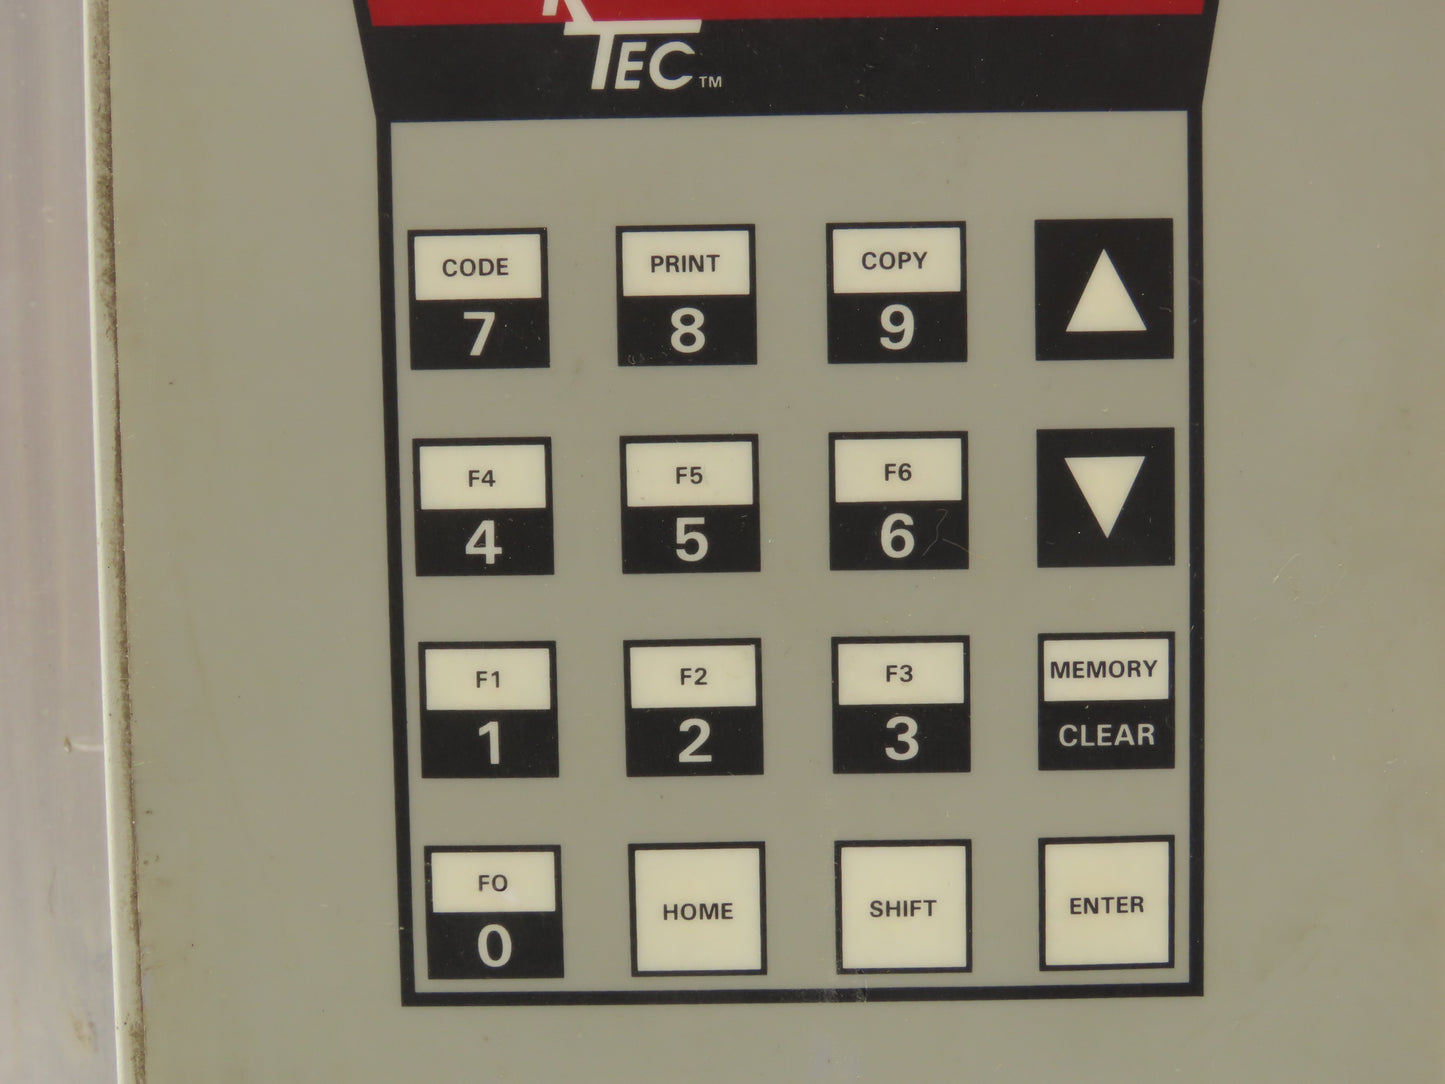 TEC™
CODE PRINT COPY
7 8 9
F4 F5 F6
4 5 6
F1 F2 F3 MEMORY
1 2 3 CLEAR
F0 HOME SHIFT ENTER
0